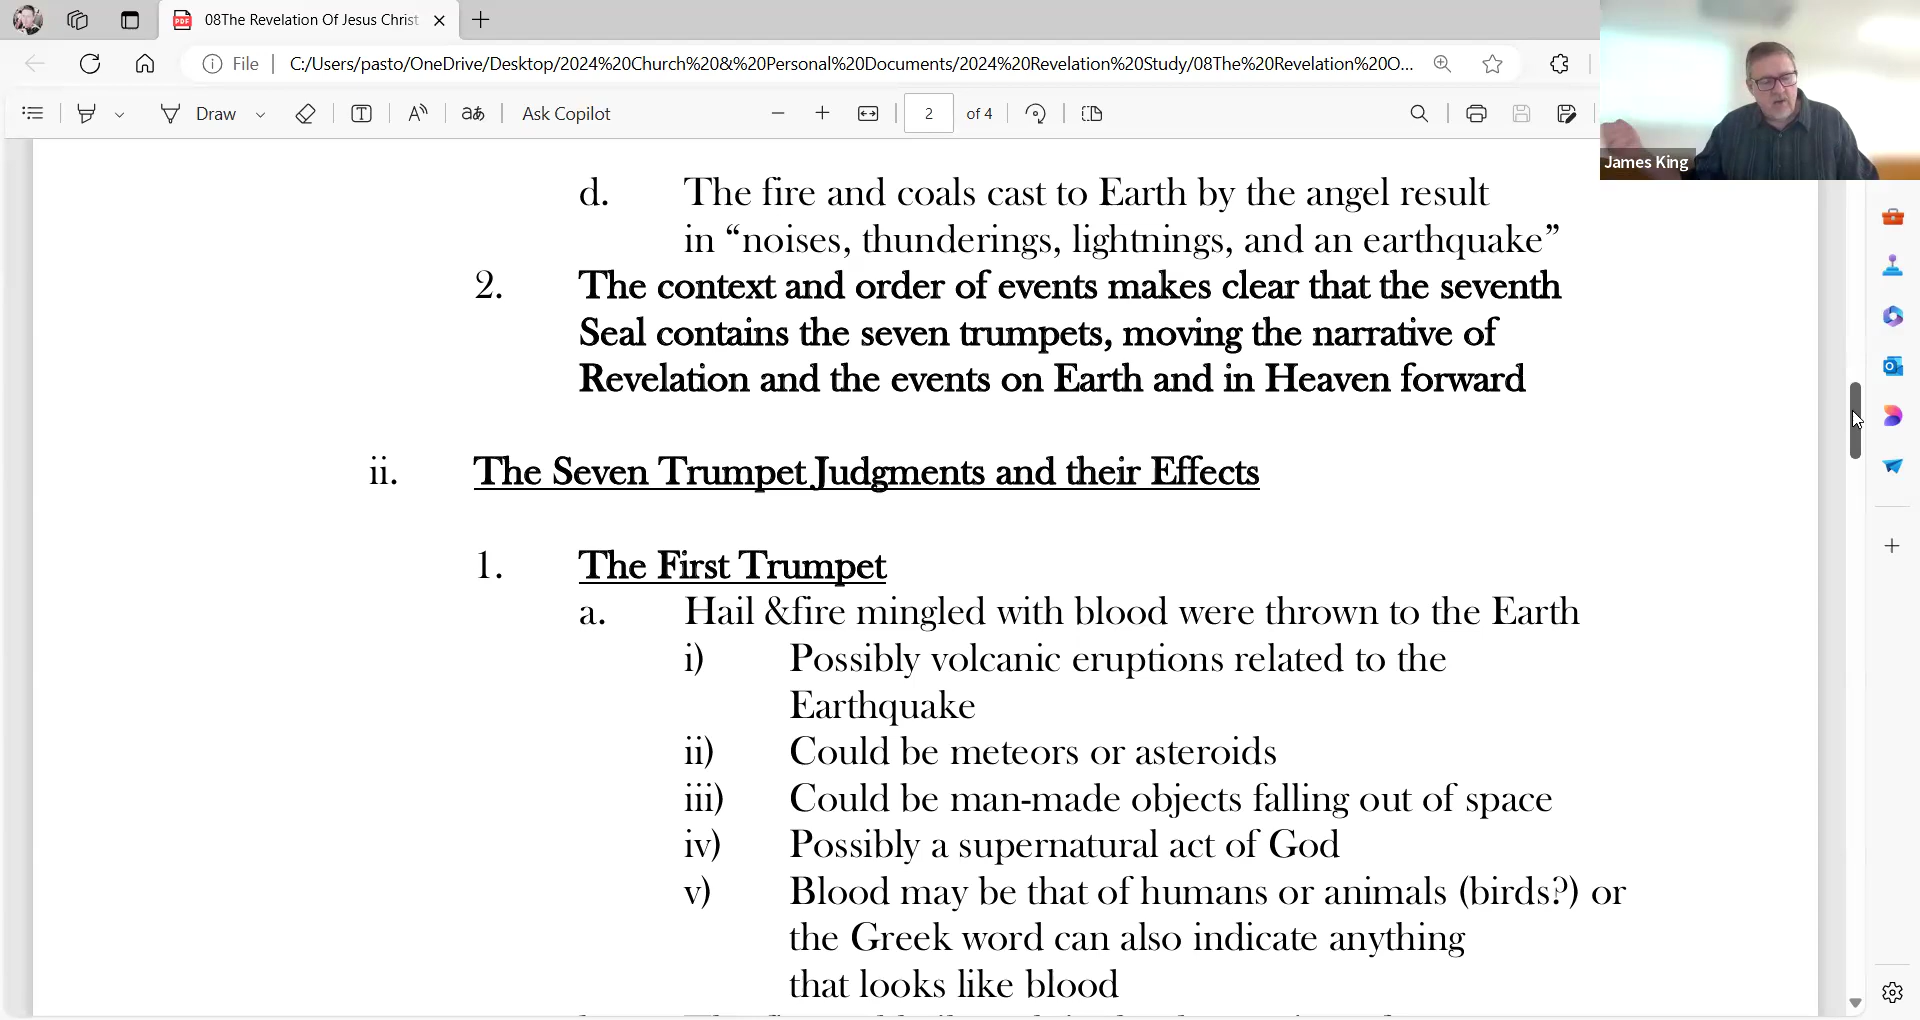 08The Revelation Of Jesus Christ
File
C:/Users/pasto/OneDrive/Desktop/2024%20Church%20&%20Personal%20Documents/2024%20Revelation%20Study/08The%20Revelation%20O...
Draw
T
aあ
Ask Copilot
2
of 4
James King
d. The fire and coals cast to Earth by the angel result
in “noises, thunderings, lightnings, and an earthquake”
2. The context and order of events makes clear that the seventh
Seal contains the seven trumpets, moving the narrative of
Revelation and the events on Earth and in Heaven forward
ii. The Seven Trumpet Judgments and their Effects
1. The First Trumpet
a. Hail &fire mingled with blood were thrown to the Earth
i) Possibly volcanic eruptions related to the
Earthquake
ii) Could be meteors or asteroids
iii) Could be man-made objects falling out of space
iv) Possibly a supernatural act of God
v) Blood may be that of humans or animals (birds?) or
the Greek word can also indicate anything
that looks like blood